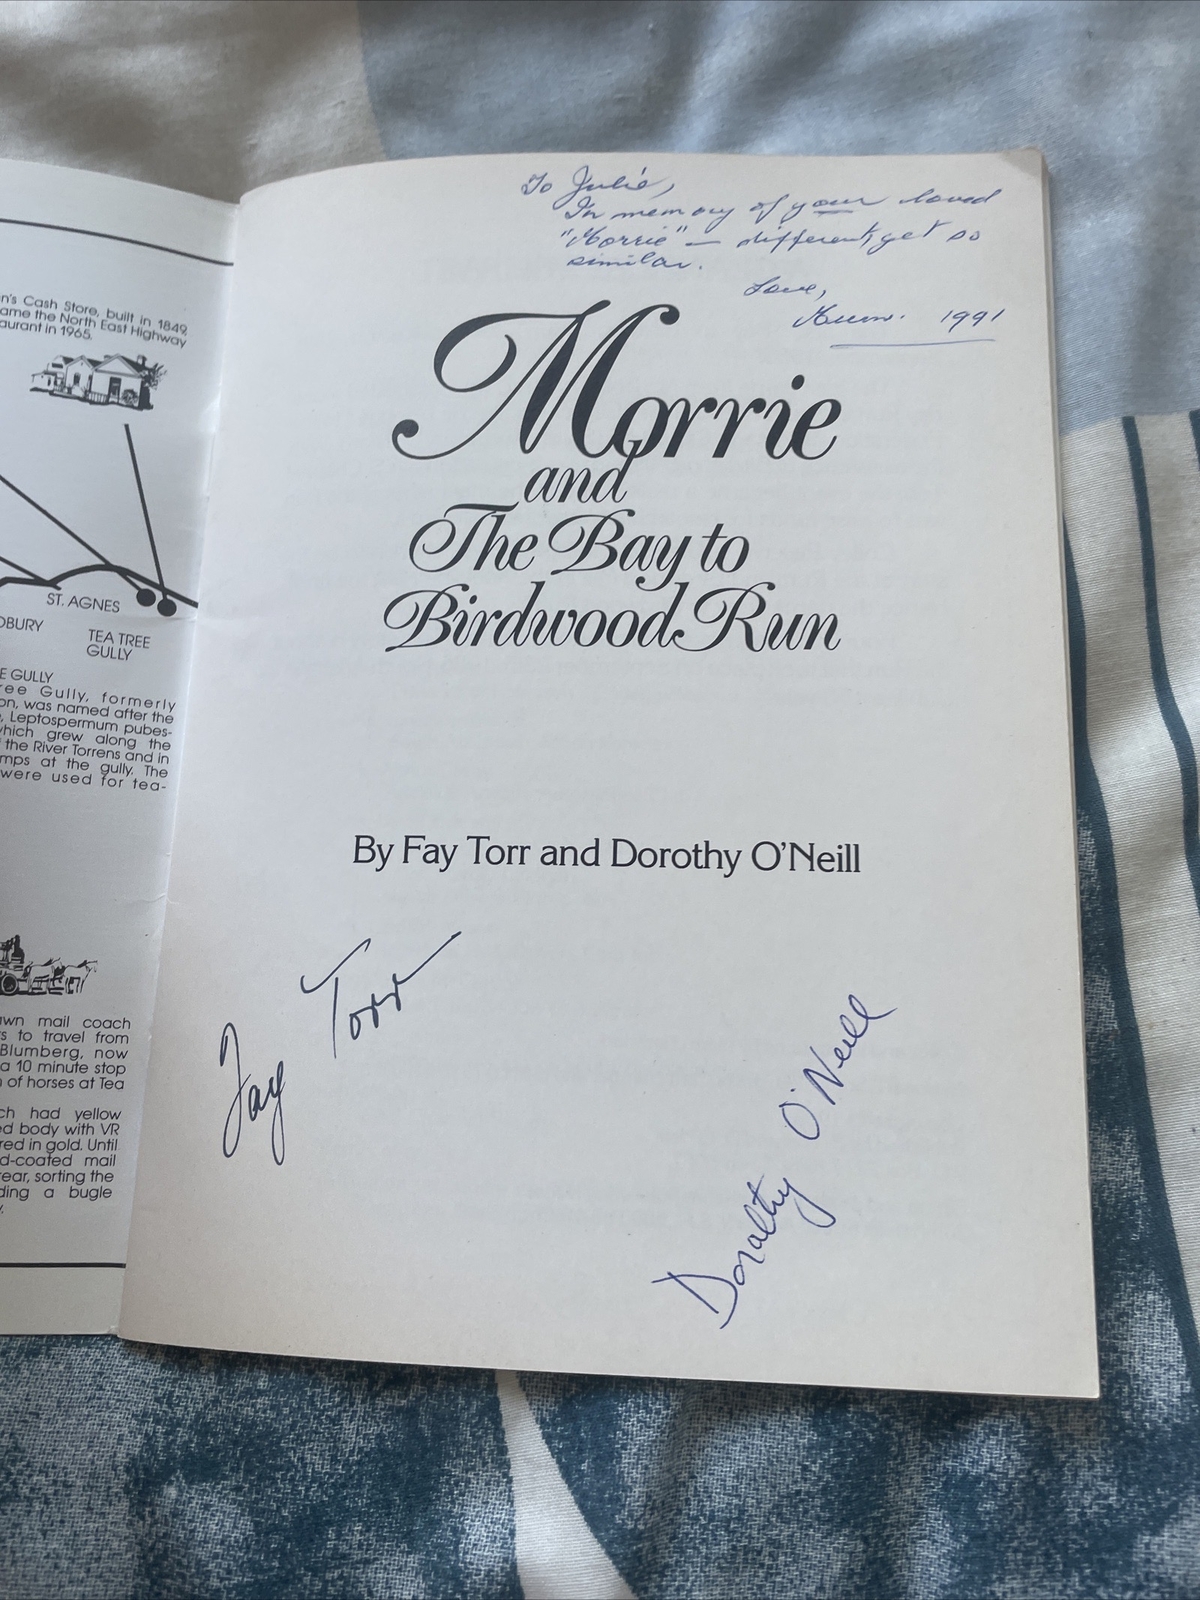 n's Cash Store, built in 1849,
ame the North East Highway
aurant in 1965.
ST. AGNES
DBURY
TEA TREE
GULLY
E GULLY
ree Gully, formerly
on, was named after the
, Leptospermum pubes-
which grew along the
the River Torrens and in
mps at the gully. The
were used for tea-
awn mail coach
s to travel from
Blumberg, now
a 10 minute stop
of horses at Tea
ch had yellow
ed body with VR
red in gold. Until
d-coated mail
rear, sorting the
ding a bugle
y.
To Julie,
In memory of your loved
"Morrie" — different, yet so
similar.
Love,
Mum. 1991
Morrie
and
The Bay to
Birdwood Run
By Fay Torr and Dorothy O'Neill
Fay Torr
Dorothy O'Neill